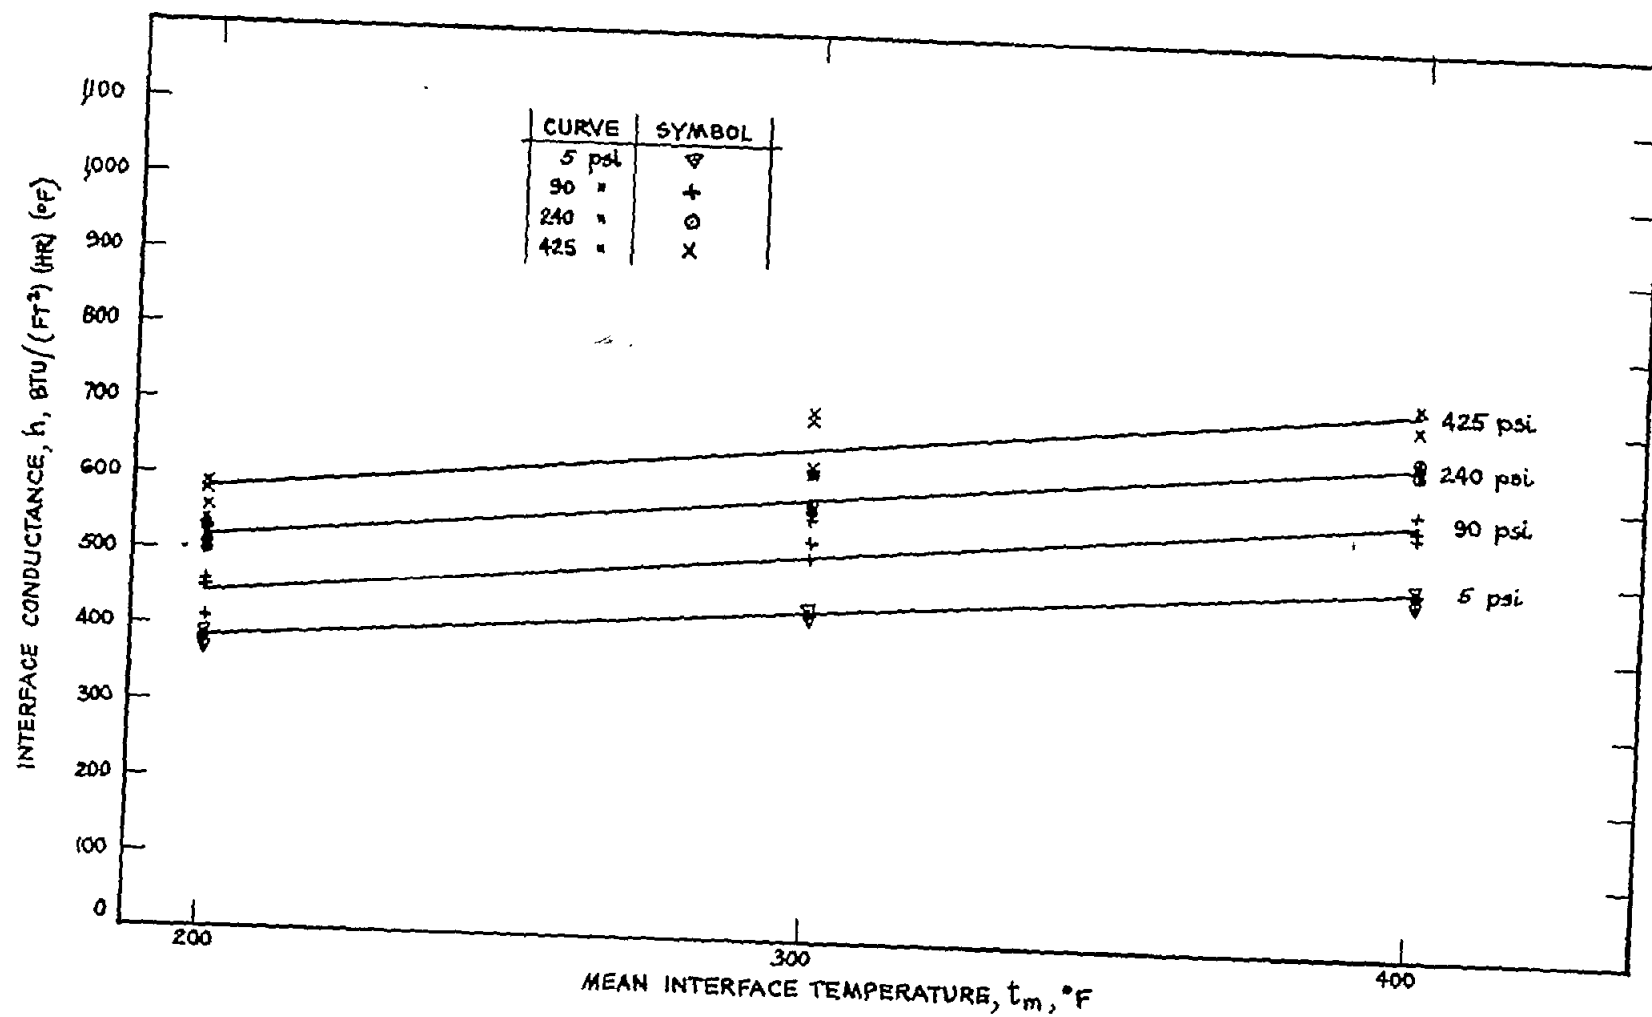 1100
1000
900
800
700
600
500
400
300
200
100
0
INTERFACE CONDUCTANCE, h, BTU/(FT²) (HR) (°F)
CURVE SYMBOL
5 psi ▽
90 " +
240 " ⊙
425 " X
425 psi
240 psi
90 psi
5 psi
200 300 400
MEAN INTERFACE TEMPERATURE, tm, °F